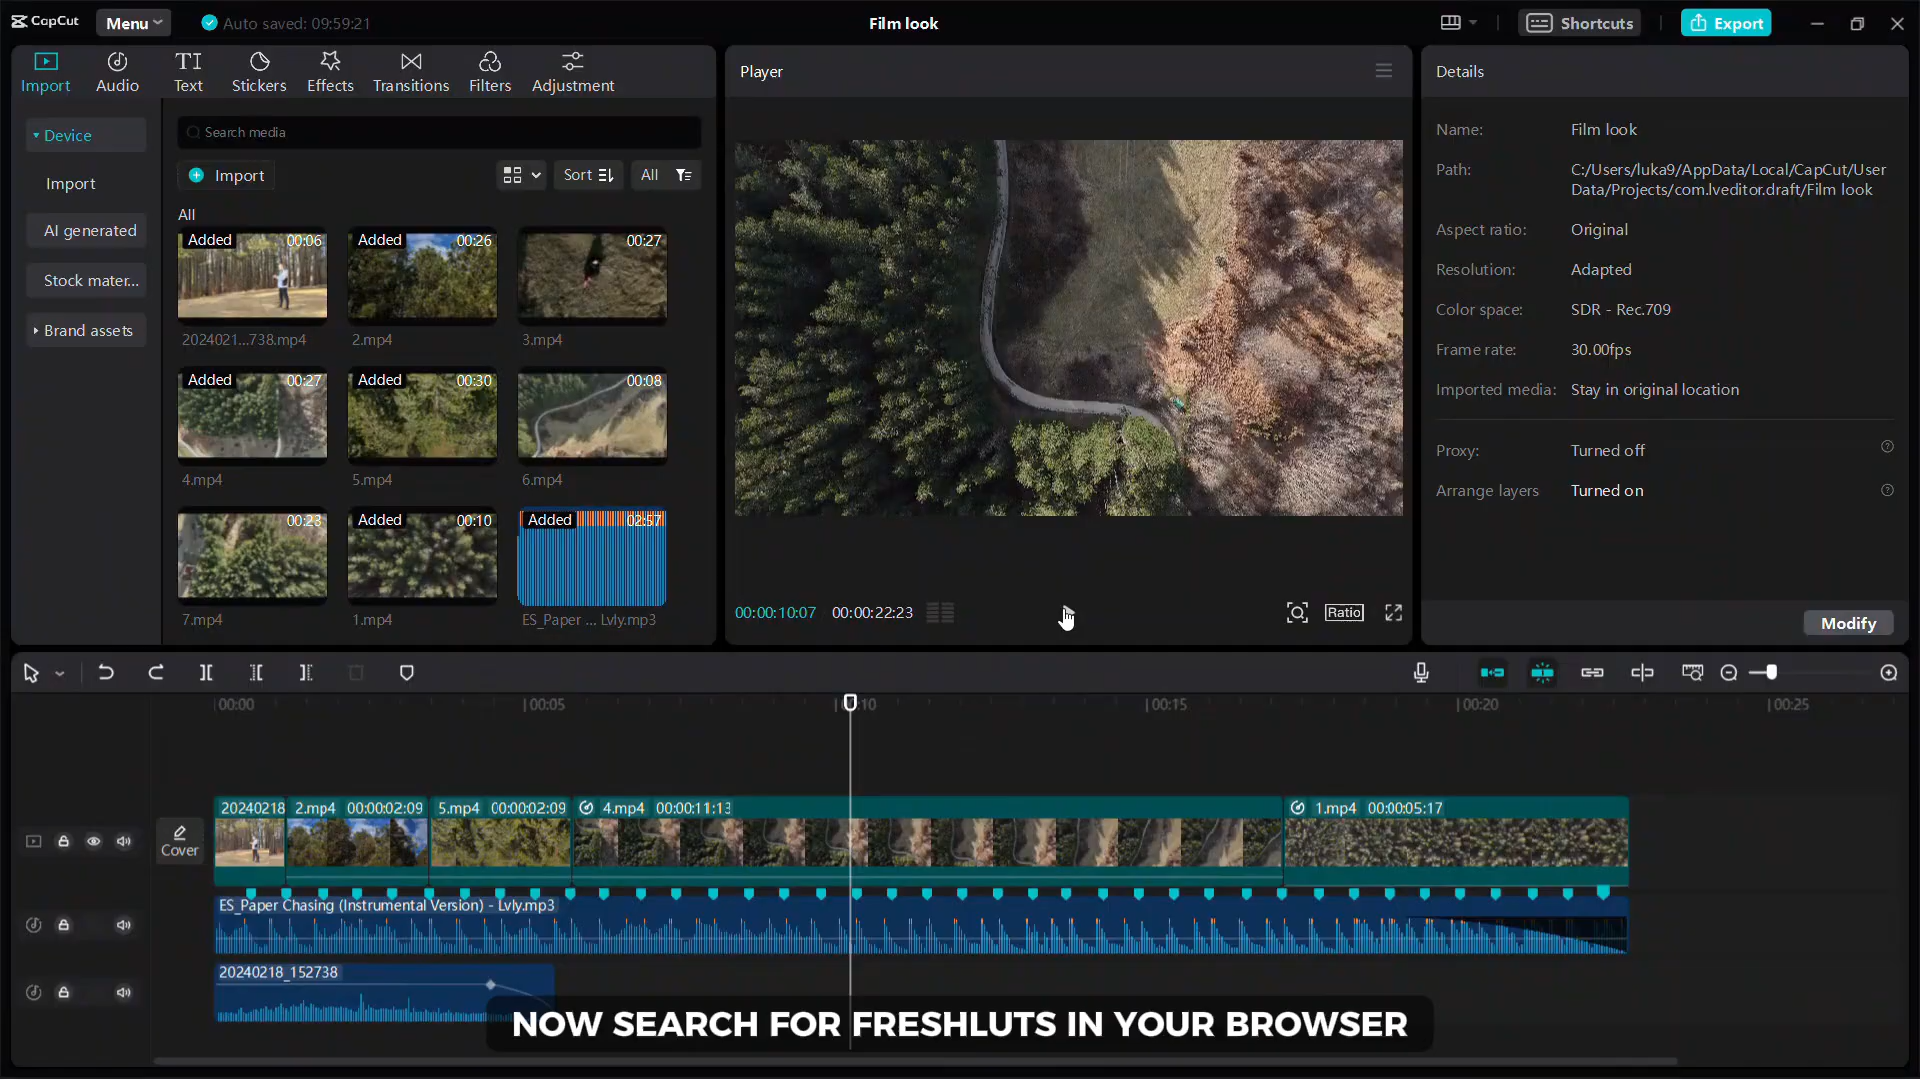 CapCut
Menu
Auto saved: 09:59:21
Film look
Shortcuts
Export
Import
Audio
Text
Stickers
Effects
Transitions
Filters
Adjustment
Player
Details
Device
Import
AI generated
Stock mater...
Brand assets
Search media
Import
Sort
All
All
Added 00:06
Added 00:26
00:27
2024021...738.mp4
2.mp4
3.mp4
Added 00:27
Added 00:30
00:08
4.mp4
5.mp4
6.mp4
00:23
Added 00:10
Added 02:57
7.mp4
1.mp4
ES_Paper ... Lvly.mp3
00:00:10:07 00:00:22:23
Ratio
Name: Film look
Path: C:/Users/luka9/AppData/Local/CapCut/User
Data/Projects/com.lveditor.draft/Film look
Aspect ratio: Original
Resolution: Adapted
Color space: SDR - Rec.709
Frame rate: 30.00fps
Imported media: Stay in original location
Proxy: Turned off
Arrange layers Turned on
Modify
00:00 00:05 00:10 00:15 00:20 00:25
20240218 2.mp4 00:00:02:09 5.mp4 00:00:02:09 4.mp4 00:00:11:13 1.mp4 00:00:05:17
Cover
ES_Paper Chasing (Instrumental Version) - Lvly.mp3
20240218_152738
NOW SEARCH FOR FRESHLUTS IN YOUR BROWSER